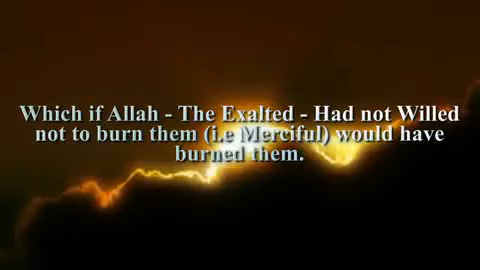 Which if Allah - The Exalted - Had not Willed
not to burn them (i.e Merciful) would have
burned them.